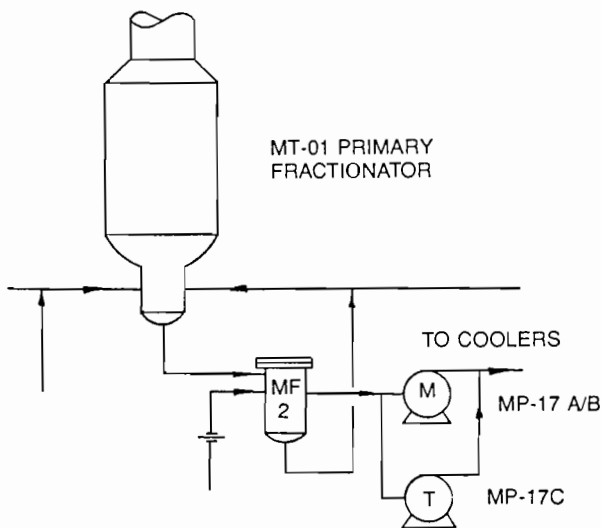 MT-01 PRIMARY
FRACTIONATOR
TO COOLERS
MF
2
M
MP-17 A/B
T
MP-17C